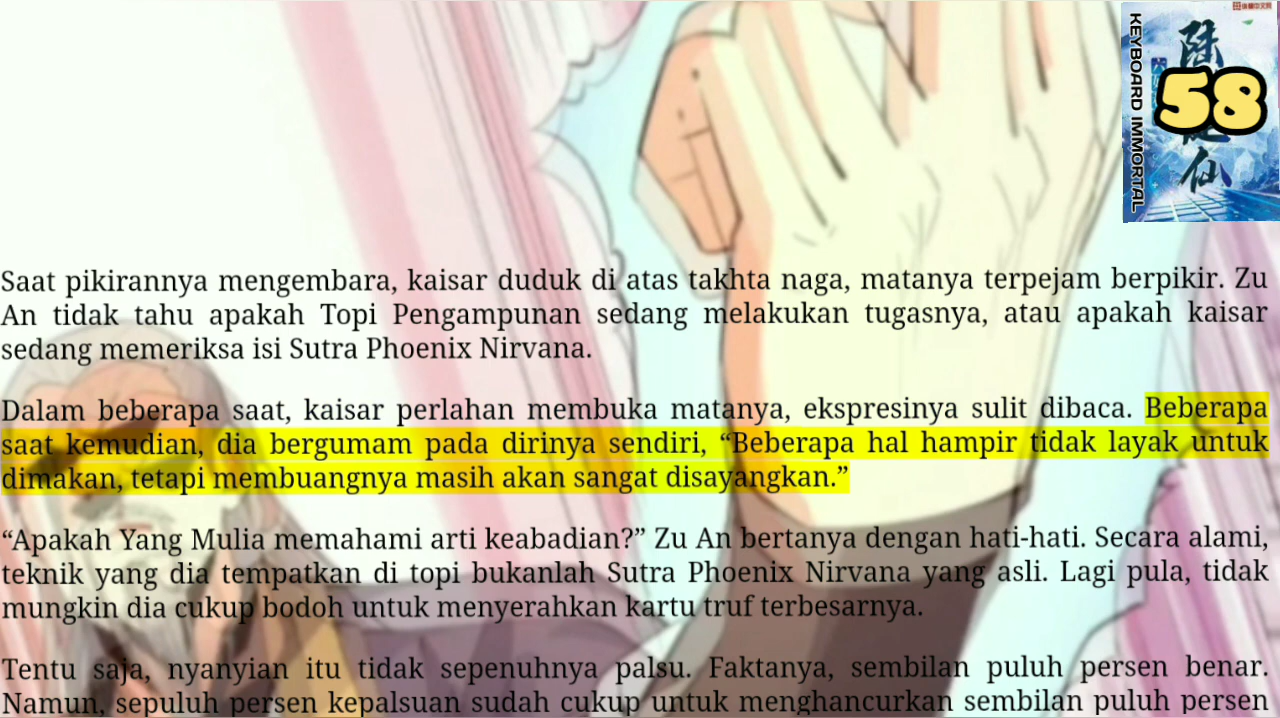 KEYBOARD IMMORTAL
58
仙
Saat pikirannya mengembara, kaisar duduk di atas takhta naga, matanya terpejam berpikir. Zu
An tidak tahu apakah Topi Pengampunan sedang melakukan tugasnya, atau apakah kaisar
sedang memeriksa isi Sutra Phoenix Nirvana.
Dalam beberapa saat, kaisar perlahan membuka matanya, ekspresinya sulit dibaca. Beberapa
saat kemudian, dia bergumam pada dirinya sendiri, “Beberapa hal hampir tidak layak untuk
dimakan, tetapi membuangnya masih akan sangat disayangkan.”
“Apakah Yang Mulia memahami arti keabadian?” Zu An bertanya dengan hati-hati. Secara alami,
teknik yang dia tempatkan di topi bukanlah Sutra Phoenix Nirvana yang asli. Lagi pula, tidak
mungkin dia cukup bodoh untuk menyerahkan kartu truf terbesarnya.
Tentu saja, nyanyian itu tidak sepenuhnya palsu. Faktanya, sembilan puluh persen benar.
Namun, sepuluh persen kepalsuan sudah cukup untuk menghancurkan sembilan puluh persen